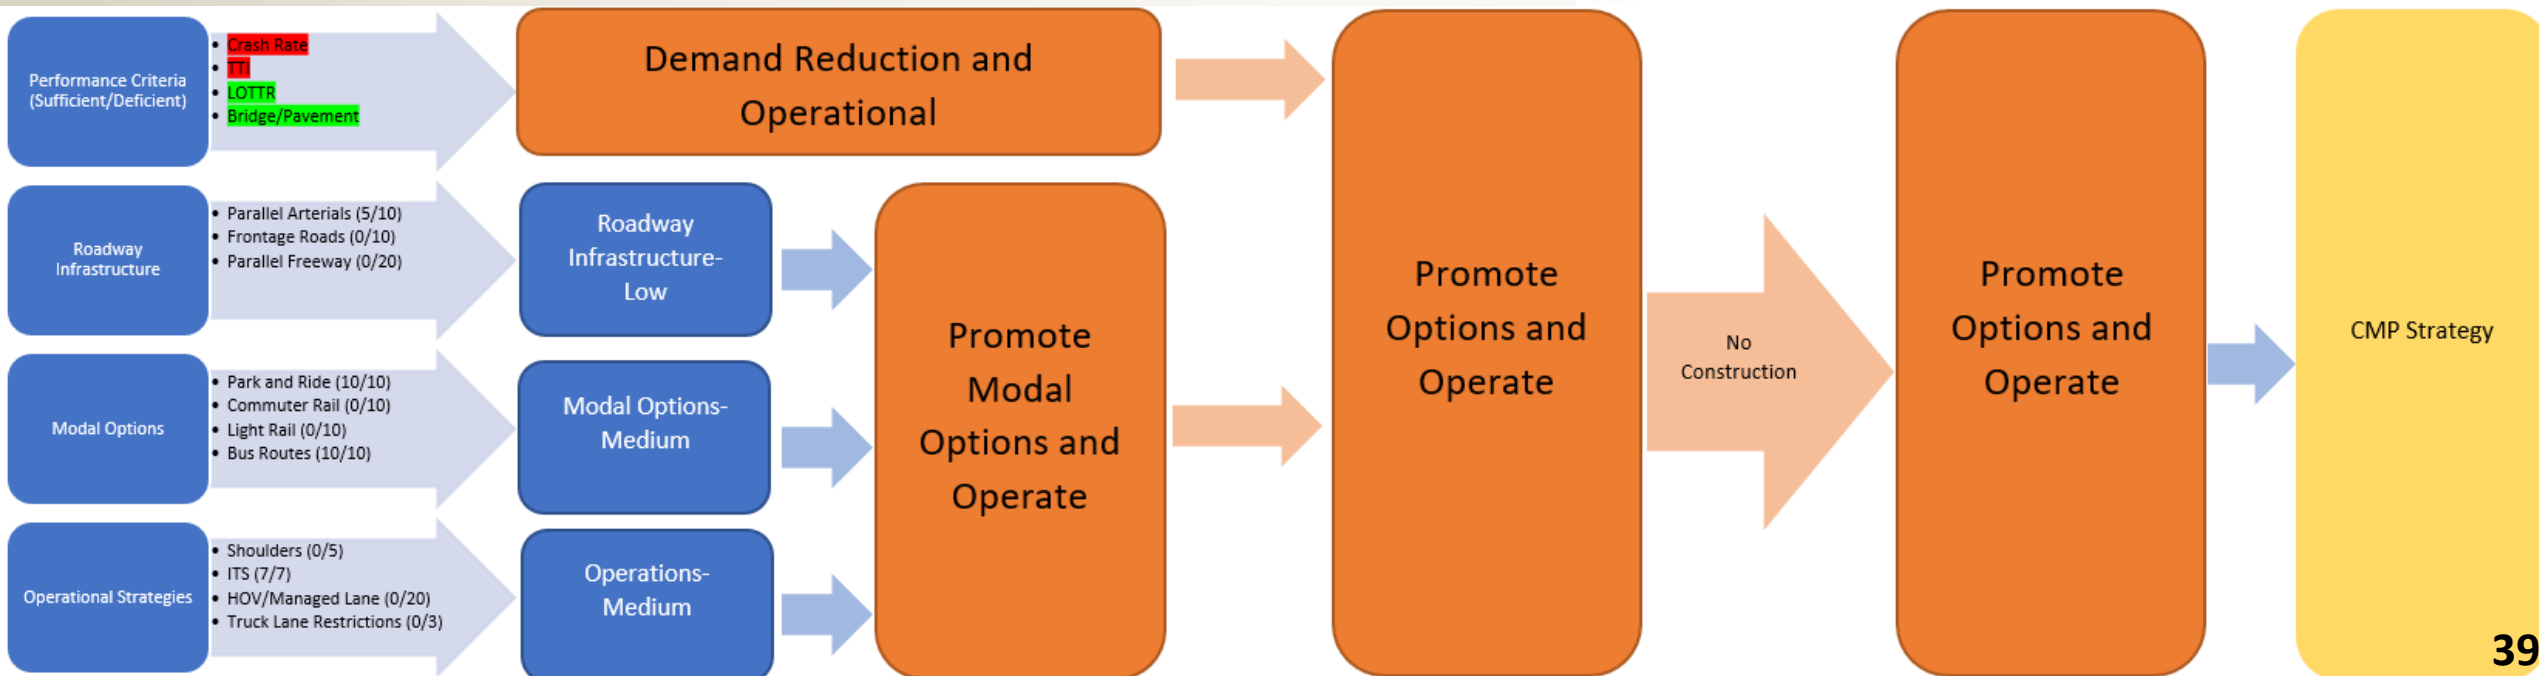 Performance Criteria
(Sufficient/Deficient)
• Crash Rate
• TTI
• LOTTR
• Bridge/Pavement
Demand Reduction and
Operational
Roadway
Infrastructure
• Parallel Arterials (5/10)
• Frontage Roads (0/10)
• Parallel Freeway (0/20)
Roadway
Infrastructure-
Low
Modal Options
• Park and Ride (10/10)
• Commuter Rail (0/10)
• Light Rail (0/10)
• Bus Routes (10/10)
Modal Options-
Medium
Operational Strategies
• Shoulders (0/5)
• ITS (7/7)
• HOV/Managed Lane (0/20)
• Truck Lane Restrictions (0/3)
Operations-
Medium
Promote
Modal
Options and
Operate
Promote
Options and
Operate
No
Construction
Promote
Options and
Operate
CMP Strategy
39